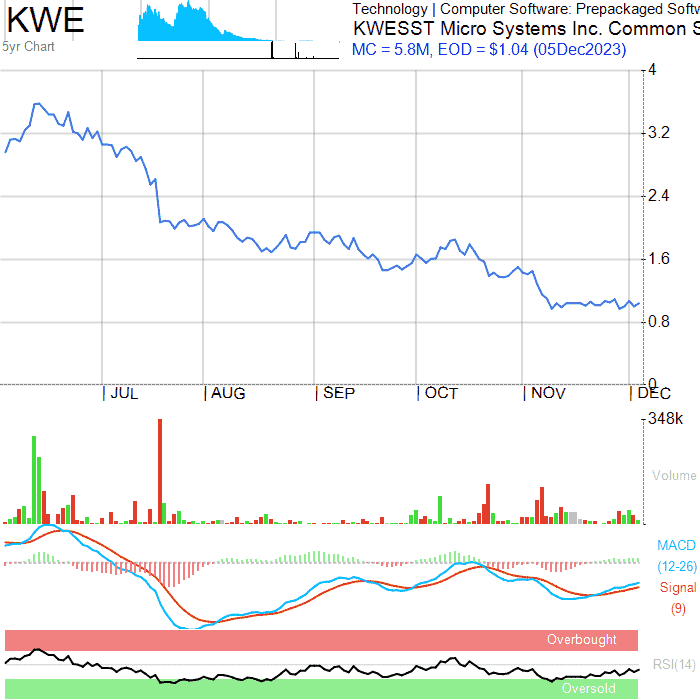 KWE
5yr Chart
Technology | Computer Software: Prepackaged Softw
KWESST Micro Systems Inc. Common S
MC = 5.8M, EOD = $1.04 (05Dec2023)
4
3.2
2.4
1.6
0.8
0
JUL AUG SEP OCT NOV DEC
348k
Volume
MACD
(12-26)
Signal
(9)
Overbought
RSI(14)
Oversold